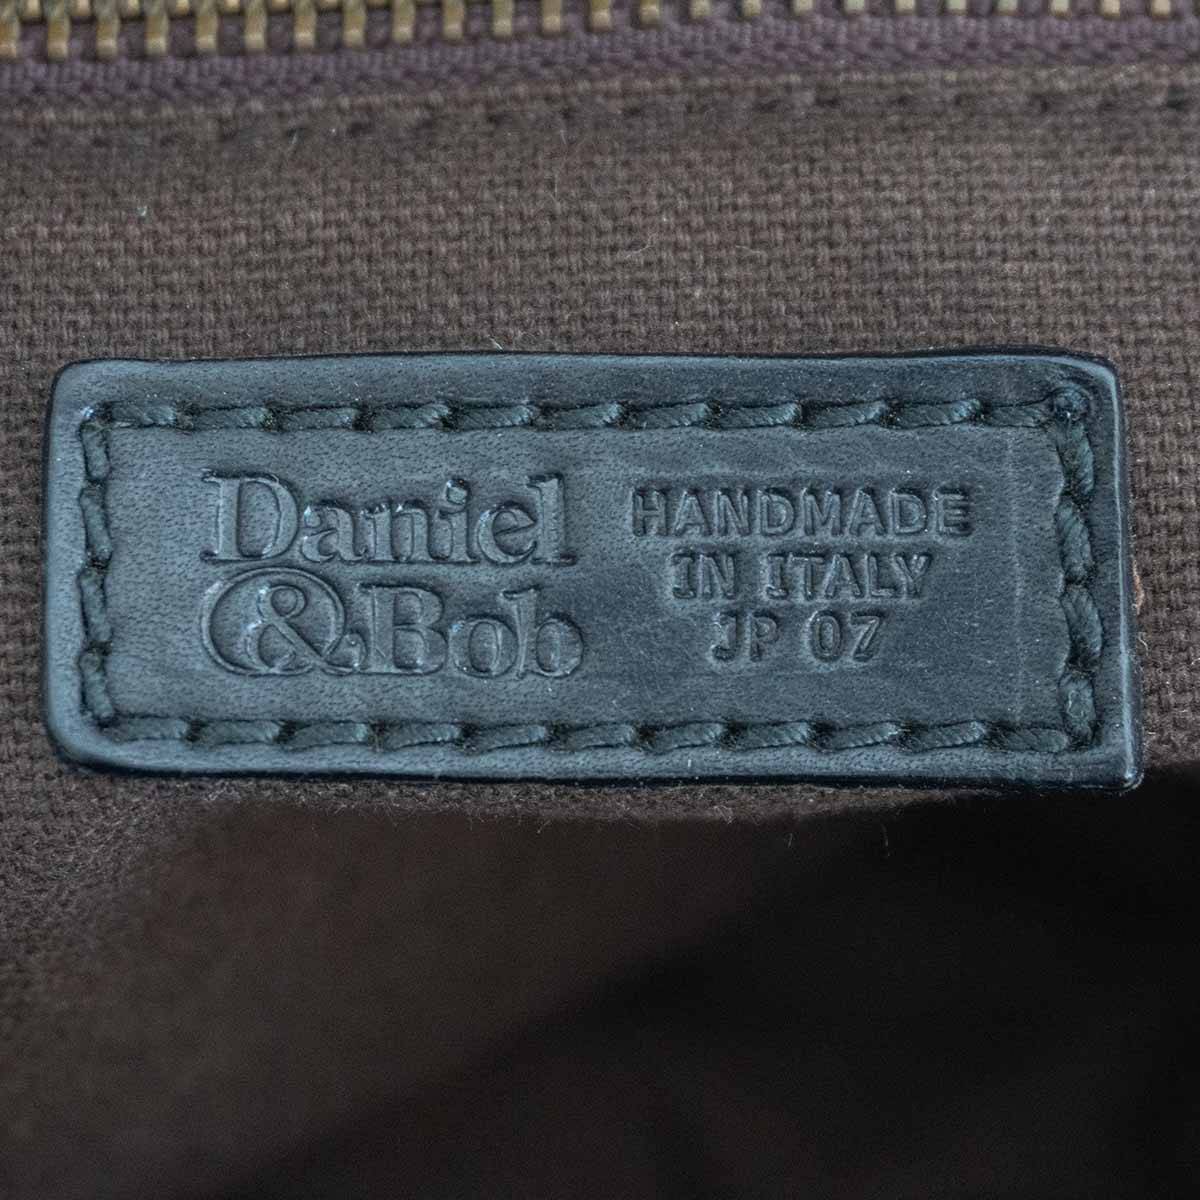 Daniel
& Bob
HANDMADE
IN ITALY
JP 07